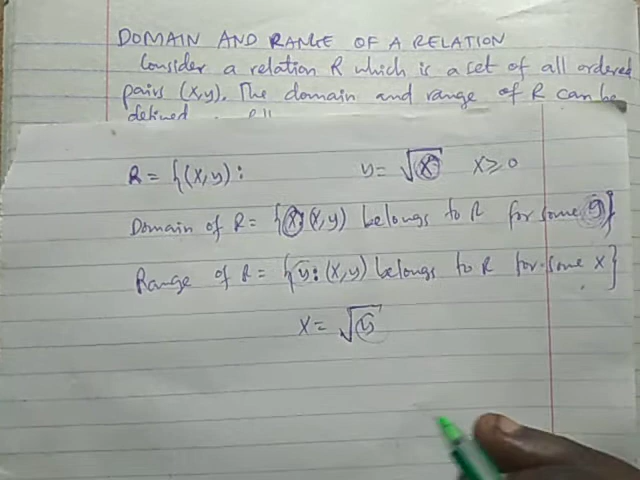 DOMAIN AND RANGE OF A RELATION
Consider a relation R which is a set of all ordered
pairs (x,y). The domain and range of R can be
defined
R = {(x,y): y = √x x ≥ 0
Domain of R = {x: (x,y) belongs to R for some y}
Range of R = {y: (x,y) belongs to R for some x}
x = √y